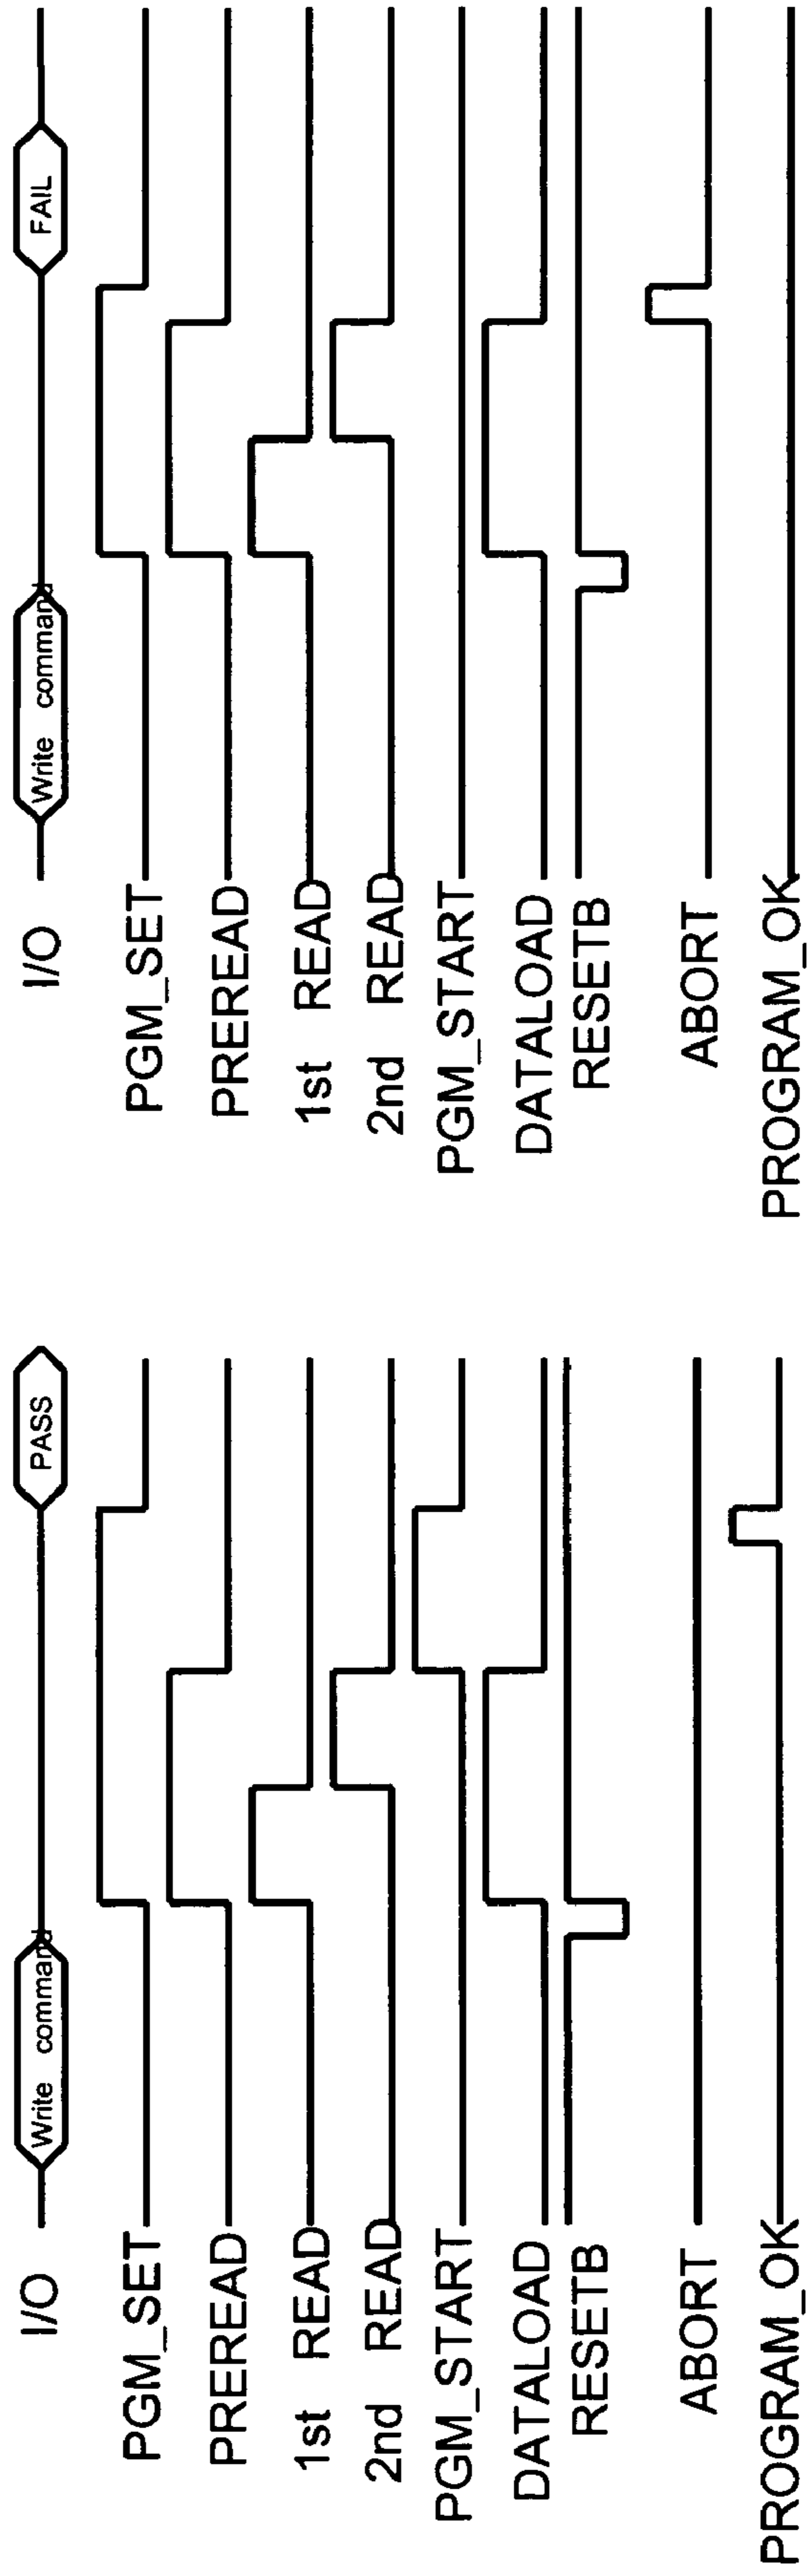 I/O
Write command
PASS
PGM_SET
PREREAD
1st READ
2nd READ
PGM_START
DATALOAD
RESETB
ABORT
PROGRAM_OK
I/O
Write command
FAIL
PGM_SET
PREREAD
1st READ
2nd READ
PGM_START
DATALOAD
RESETB
ABORT
PROGRAM_OK